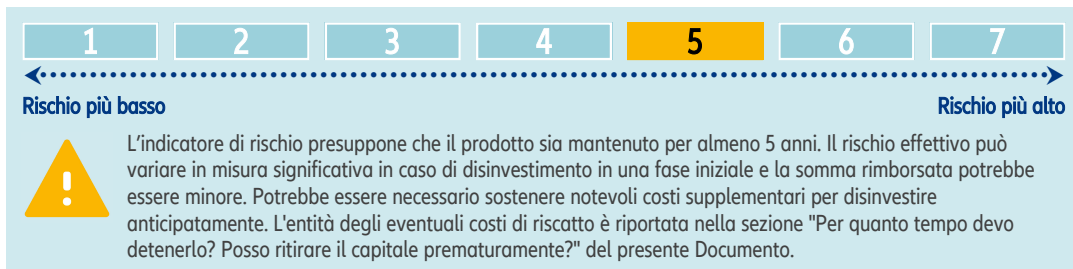 1 2 3 4 5 6 7
Rischio più basso Rischio più alto
L'indicatore di rischio presuppone che il prodotto sia mantenuto per almeno 5 anni. Il rischio effettivo può
variare in misura significativa in caso di disinvestimento in una fase iniziale e la somma rimborsata potrebbe
essere minore. Potrebbe essere necessario sostenere notevoli costi supplementari per disinvestire
anticipatamente. L'entità degli eventuali costi di riscatto è riportata nella sezione "Per quanto tempo devo
detenerlo? Posso ritirare il capitale prematuramente?" del presente Documento.